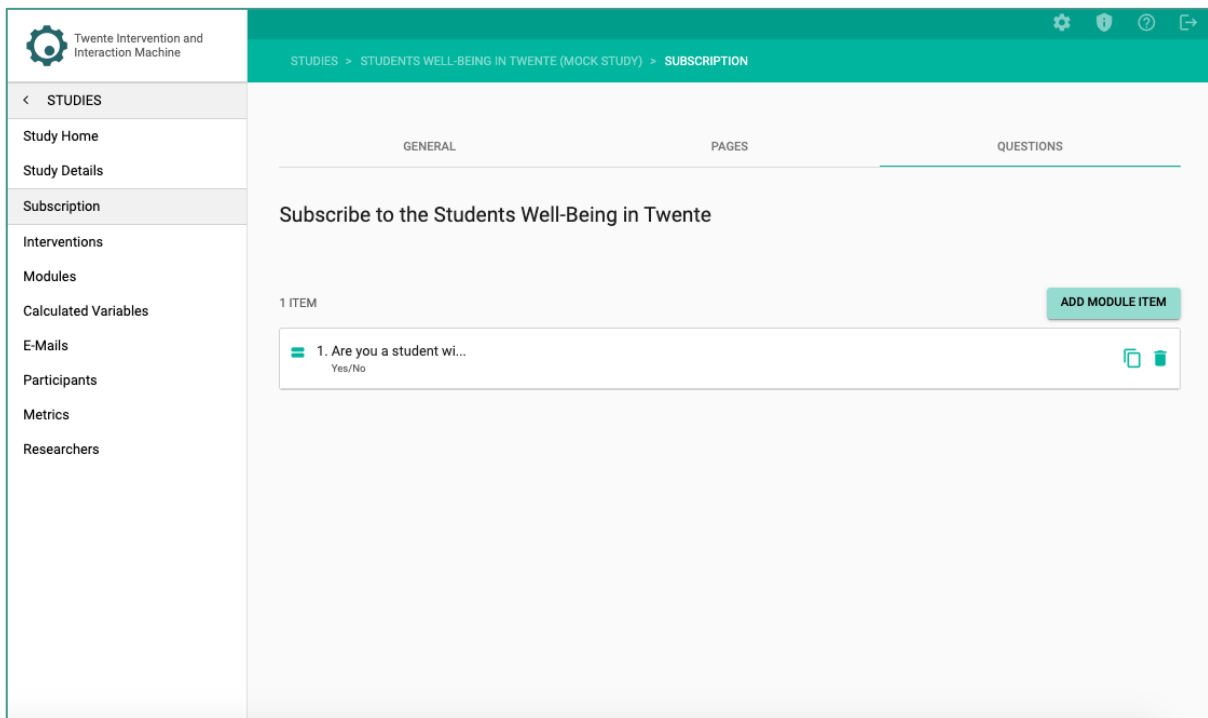 Twente Intervention and
Interaction Machine
STUDIES > STUDENTS WELL-BEING IN TWENTE (MOCK STUDY) > SUBSCRIPTION
< STUDIES
Study Home
Study Details
Subscription
Interventions
Modules
Calculated Variables
E-Mails
Participants
Metrics
Researchers
GENERAL PAGES QUESTIONS
Subscribe to the Students Well-Being in Twente
1 ITEM ADD MODULE ITEM
1. Are you a student wi...
Yes/No